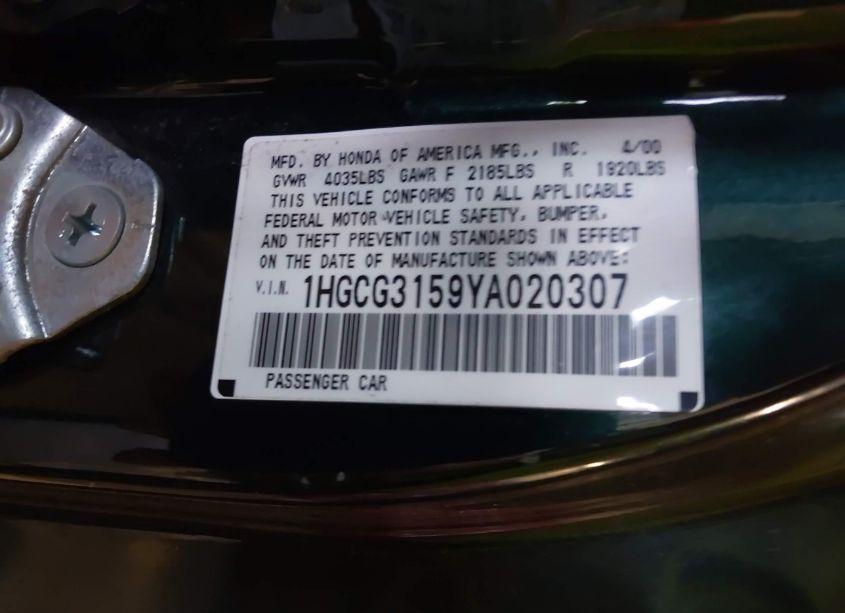 MFD. BY HONDA OF AMERICA MFG., INC. 4/00
GVWR 4035LBS GAWR F 2185LBS R 1920LBS
THIS VEHICLE CONFORMS TO ALL APPLICABLE
FEDERAL MOTOR VEHICLE SAFETY, BUMPER,
AND THEFT PREVENTION STANDARDS IN EFFECT
ON THE DATE OF MANUFACTURE SHOWN ABOVE:
V.I.N. 1HGCG3159YA020307
PASSENGER CAR